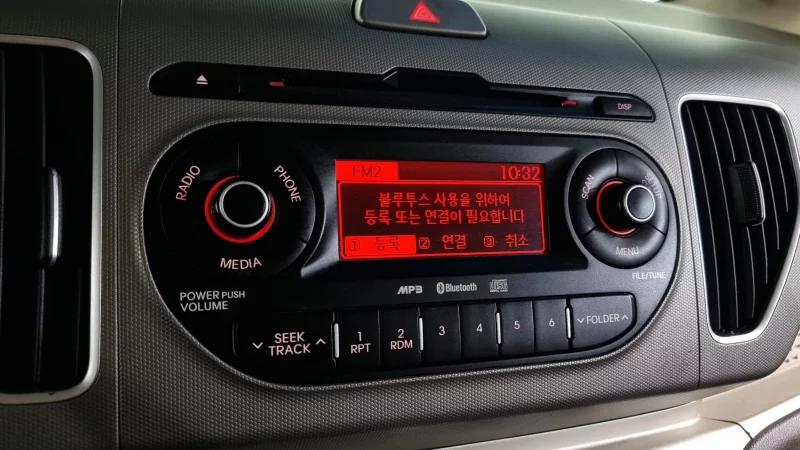 DISP
RADIO
PHONE
MEDIA
POWER PUSH
VOLUME
FM2 10:32
블루투스 사용을 위하여
등록 또는 연결이 필요합니다
1 등록 2 연결 3 취소
SCAN
SETUP
MENU
FILE/TUNE
MP3 Bluetooth
SEEK
TRACK
1
RPT
2
RDM
3
4
5
6
FOLDER